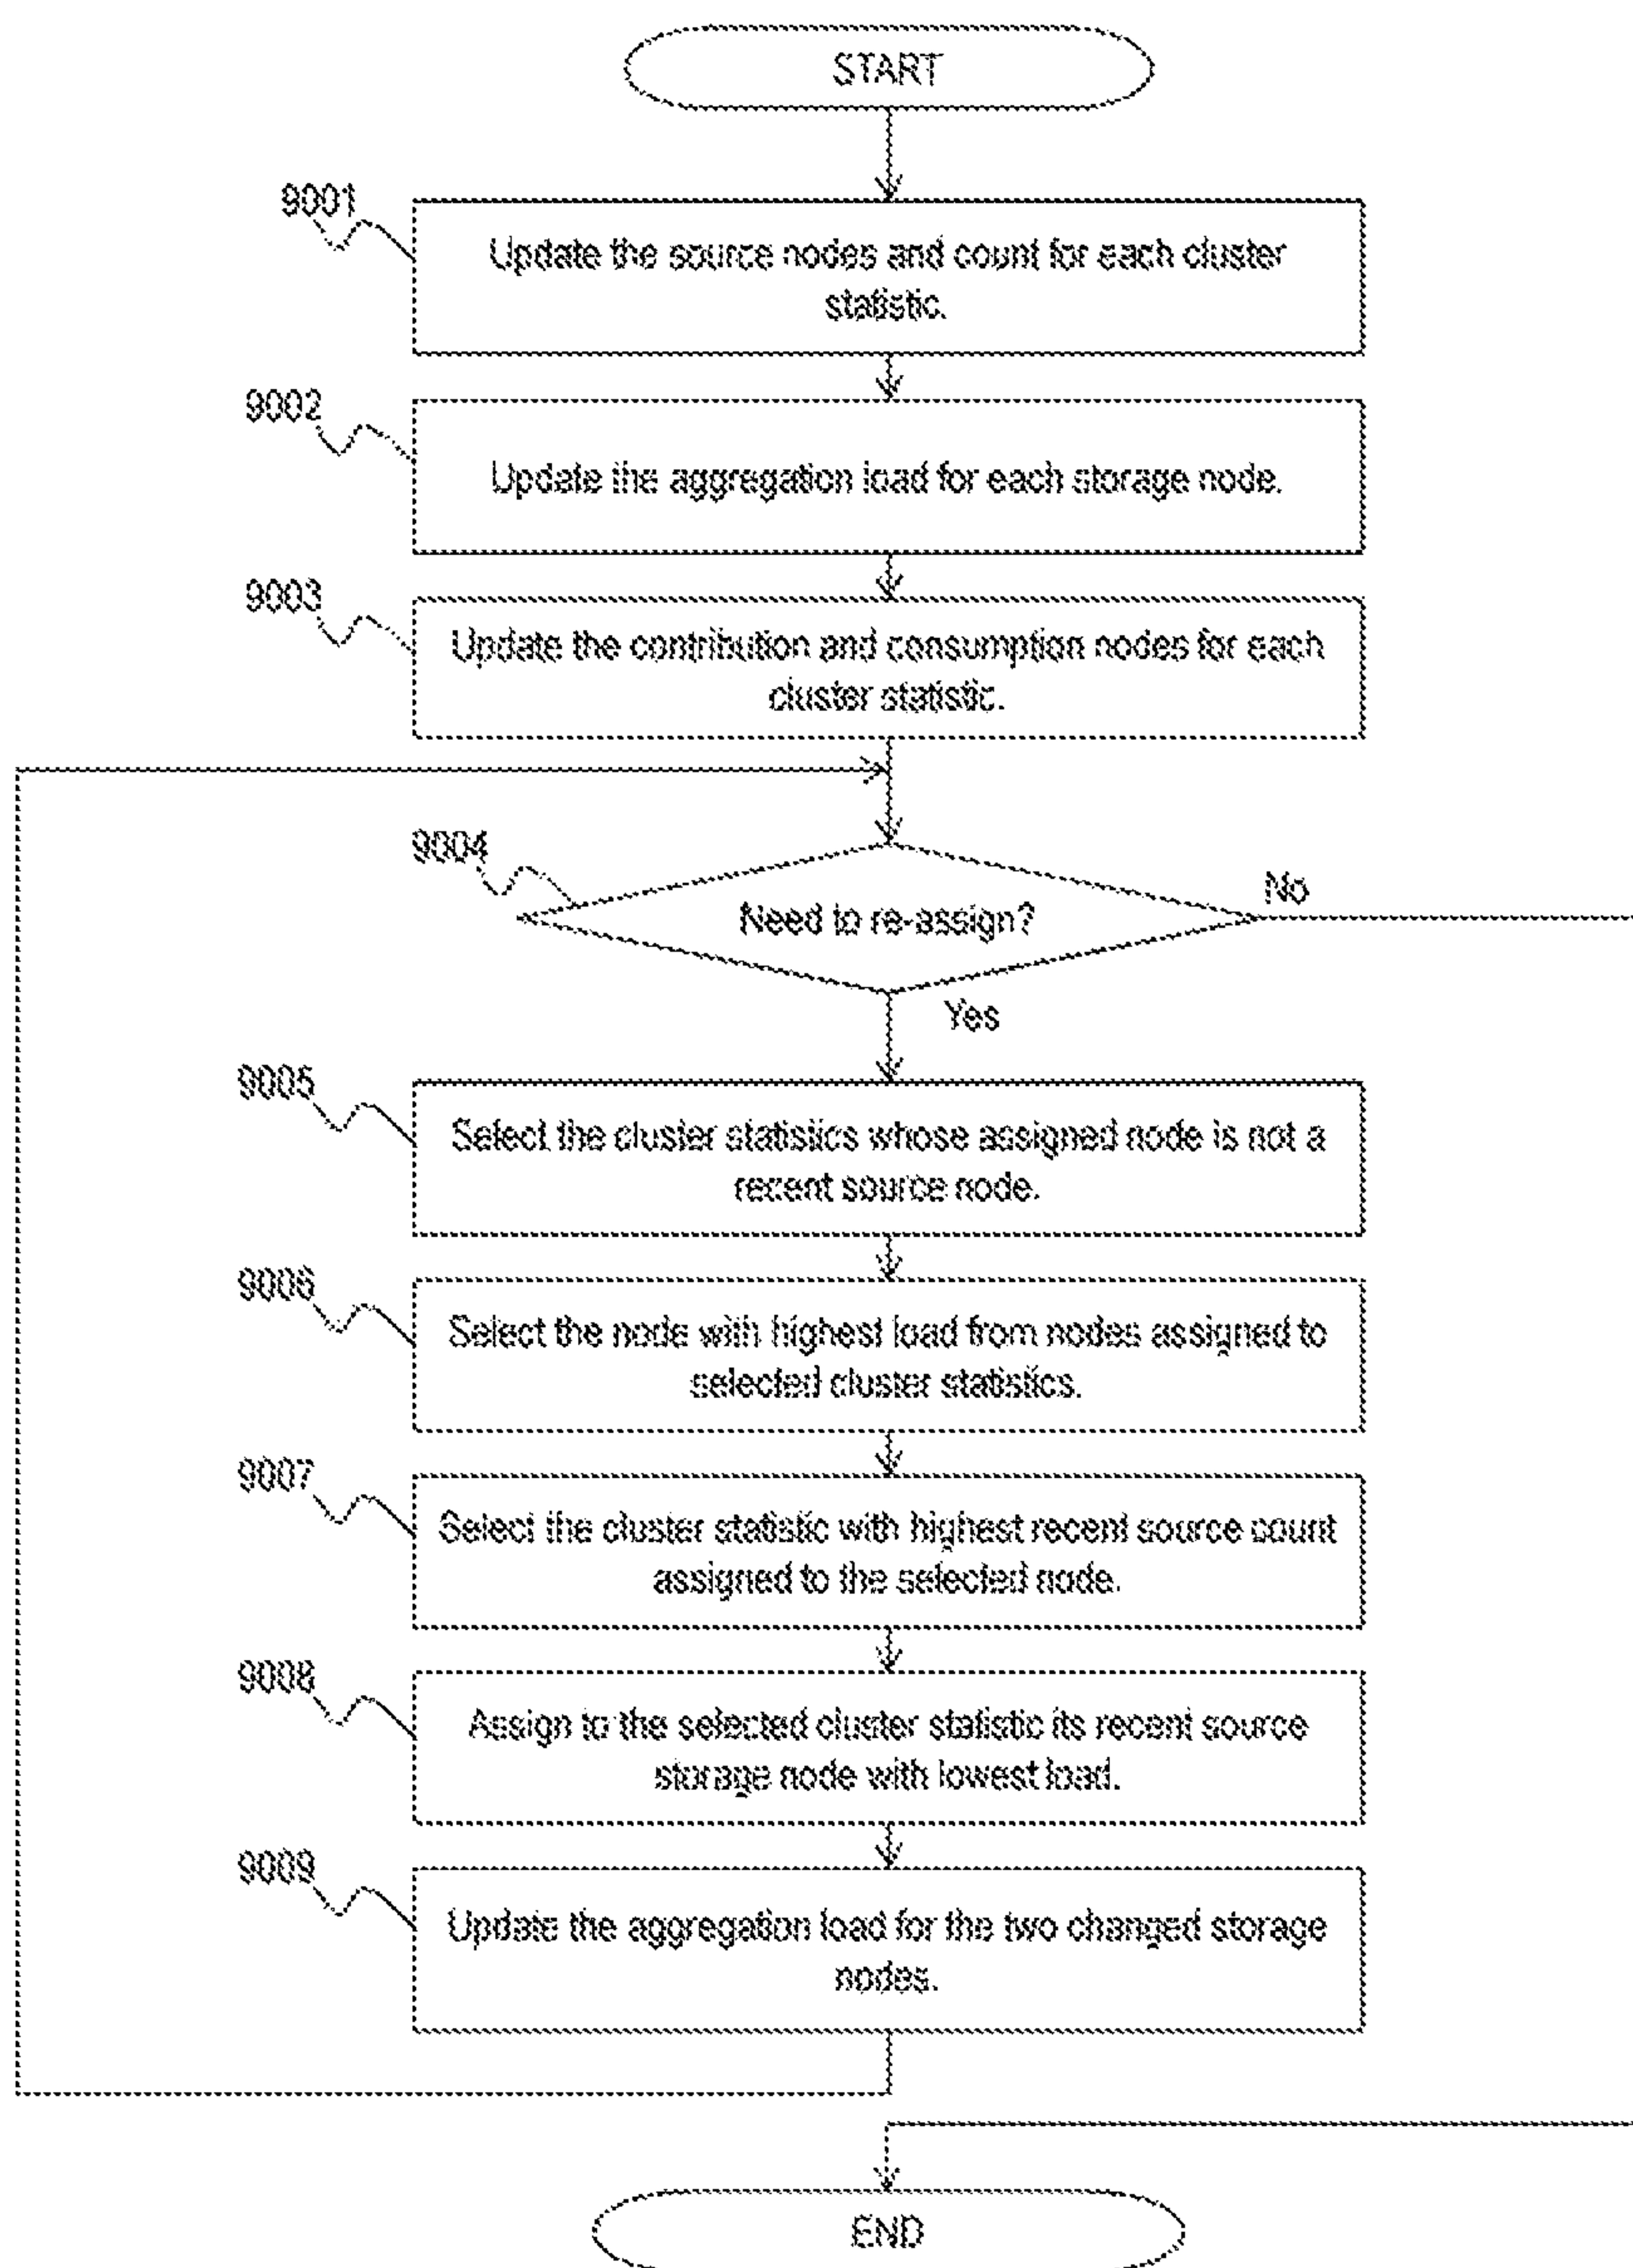 START
9001
Update the source nodes and count for each cluster
statistic.
9002
Update the aggregation load for each storage node.
9003
Update the contribution and consumption nodes for each
cluster statistic.
9004
Need to re-assign?
No
Yes
9005
Select the cluster statistics whose assigned node is not a
recent source node.
9006
Select the node with highest load from nodes assigned to
selected cluster statistics.
9007
Select the cluster statistic with highest recent source count
assigned to the selected node.
9008
Assign to the selected cluster statistic its recent source
storage node with lowest load.
9009
Update the aggregation load for the two changed storage
nodes.
END